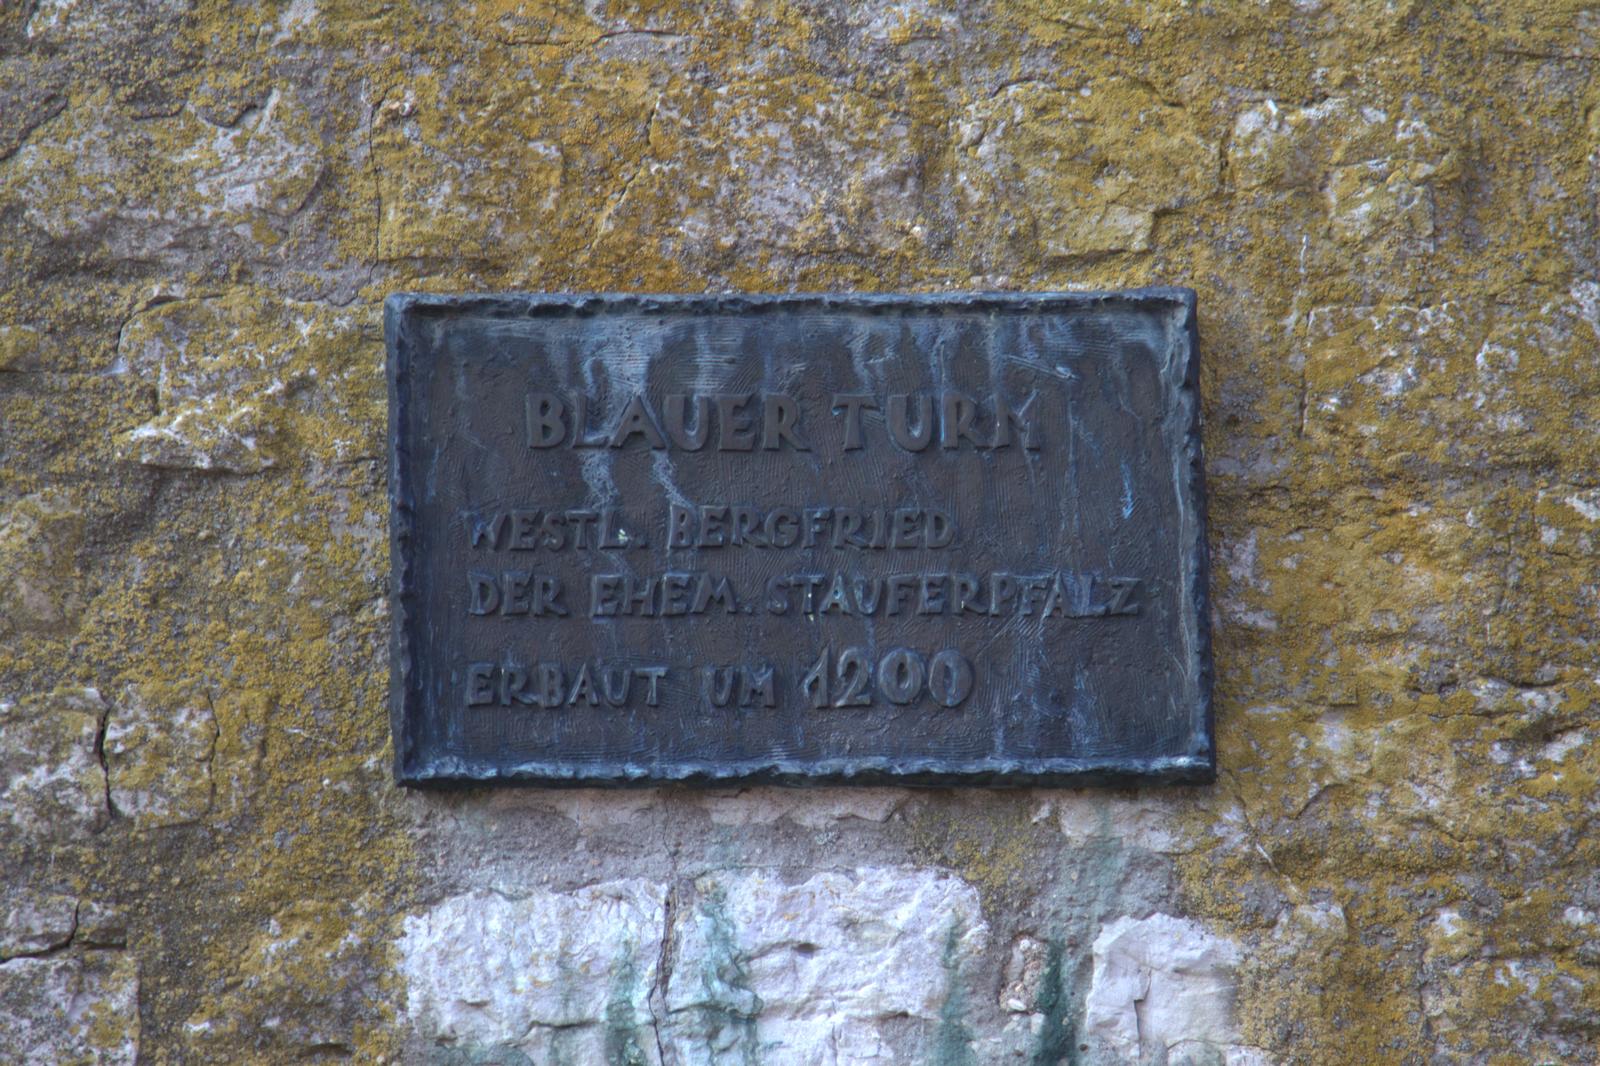 BLAUER TURM
WESTL. BERGFRIED
DER EHEM. STAUFERPFALZ
ERBAUT UM 1200